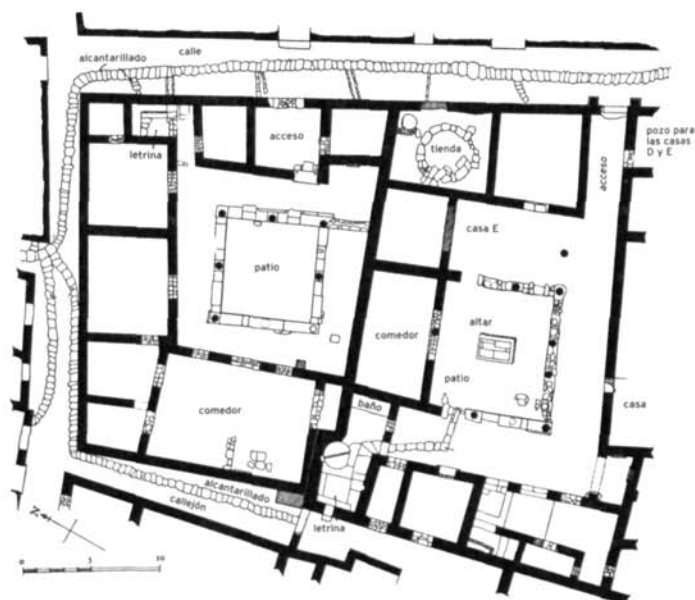 calle
alcantarillado
acceso
letrina
tienda
pozo para
las casas
D y E
acceso
casa E
patio
altar
comedor
patio
casa
baño
comedor
alcantarillado
callejón
letrina
N
0
5
10